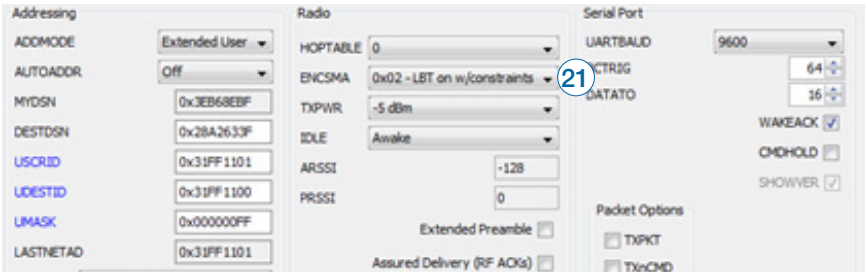 Addressing
ADDMODE Extended User
AUTOADDR Off
MYDSN 0x3EB68EBF
DESTDSN 0x28A2633F
USCRID 0x31FF1101
UDESTID 0x31FF1100
UMASK 0x000000FF
LASTNETAD 0x31FF1101
Radio
HOPTABLE 0
ENCSMA 0x02 - LBT on w/constraints
TXPWR -5 dBm
IDLE Awake
ARSSI -128
PRSSI 0
Extended Preamble
Assured Delivery (RF ACKs)
21
Serial Port
UARTBAUD 9600
CTRIG 64
DATATO 16
WAKEACK
CMDHOLD
SHOWVER
Packet Options
TXPKT
TXnCMD